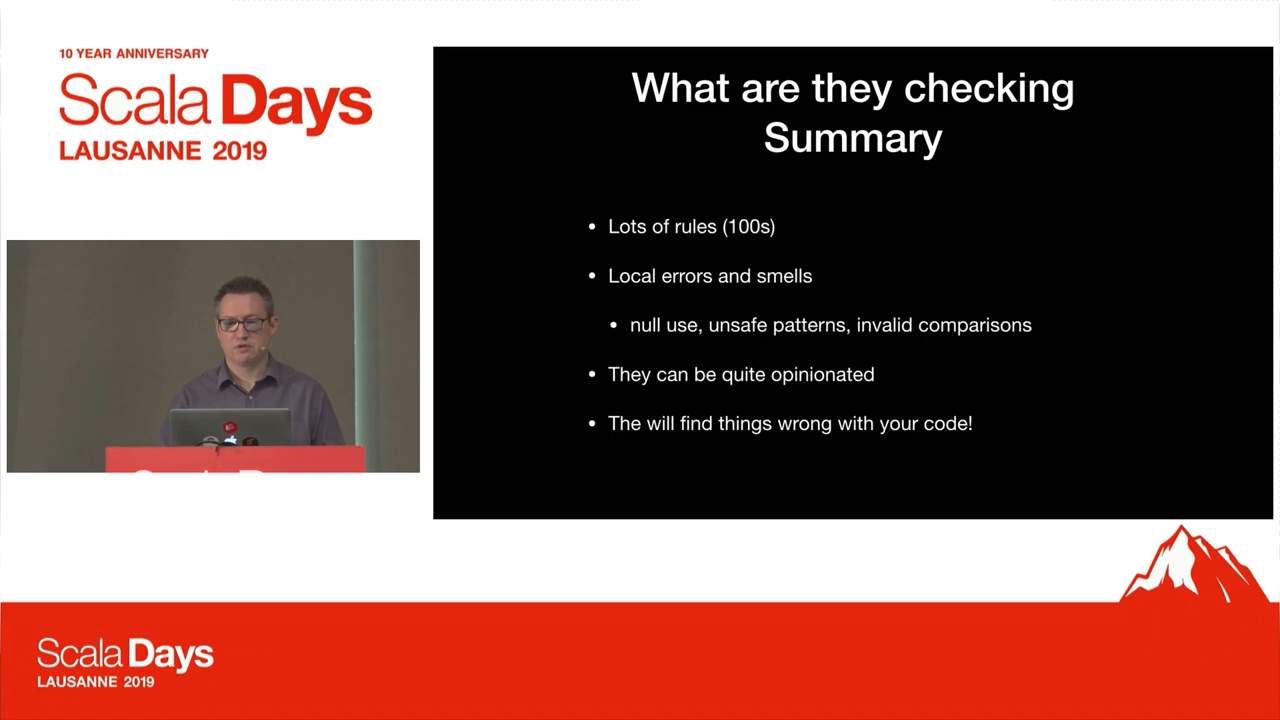 10 YEAR ANNIVERSARY
Scala Days
LAUSANNE 2019
What are they checking
Summary
• Lots of rules (100s)
• Local errors and smells
• null use, unsafe patterns, invalid comparisons
• They can be quite opinionated
• The will find things wrong with your code!
Scala Days
LAUSANNE 2019